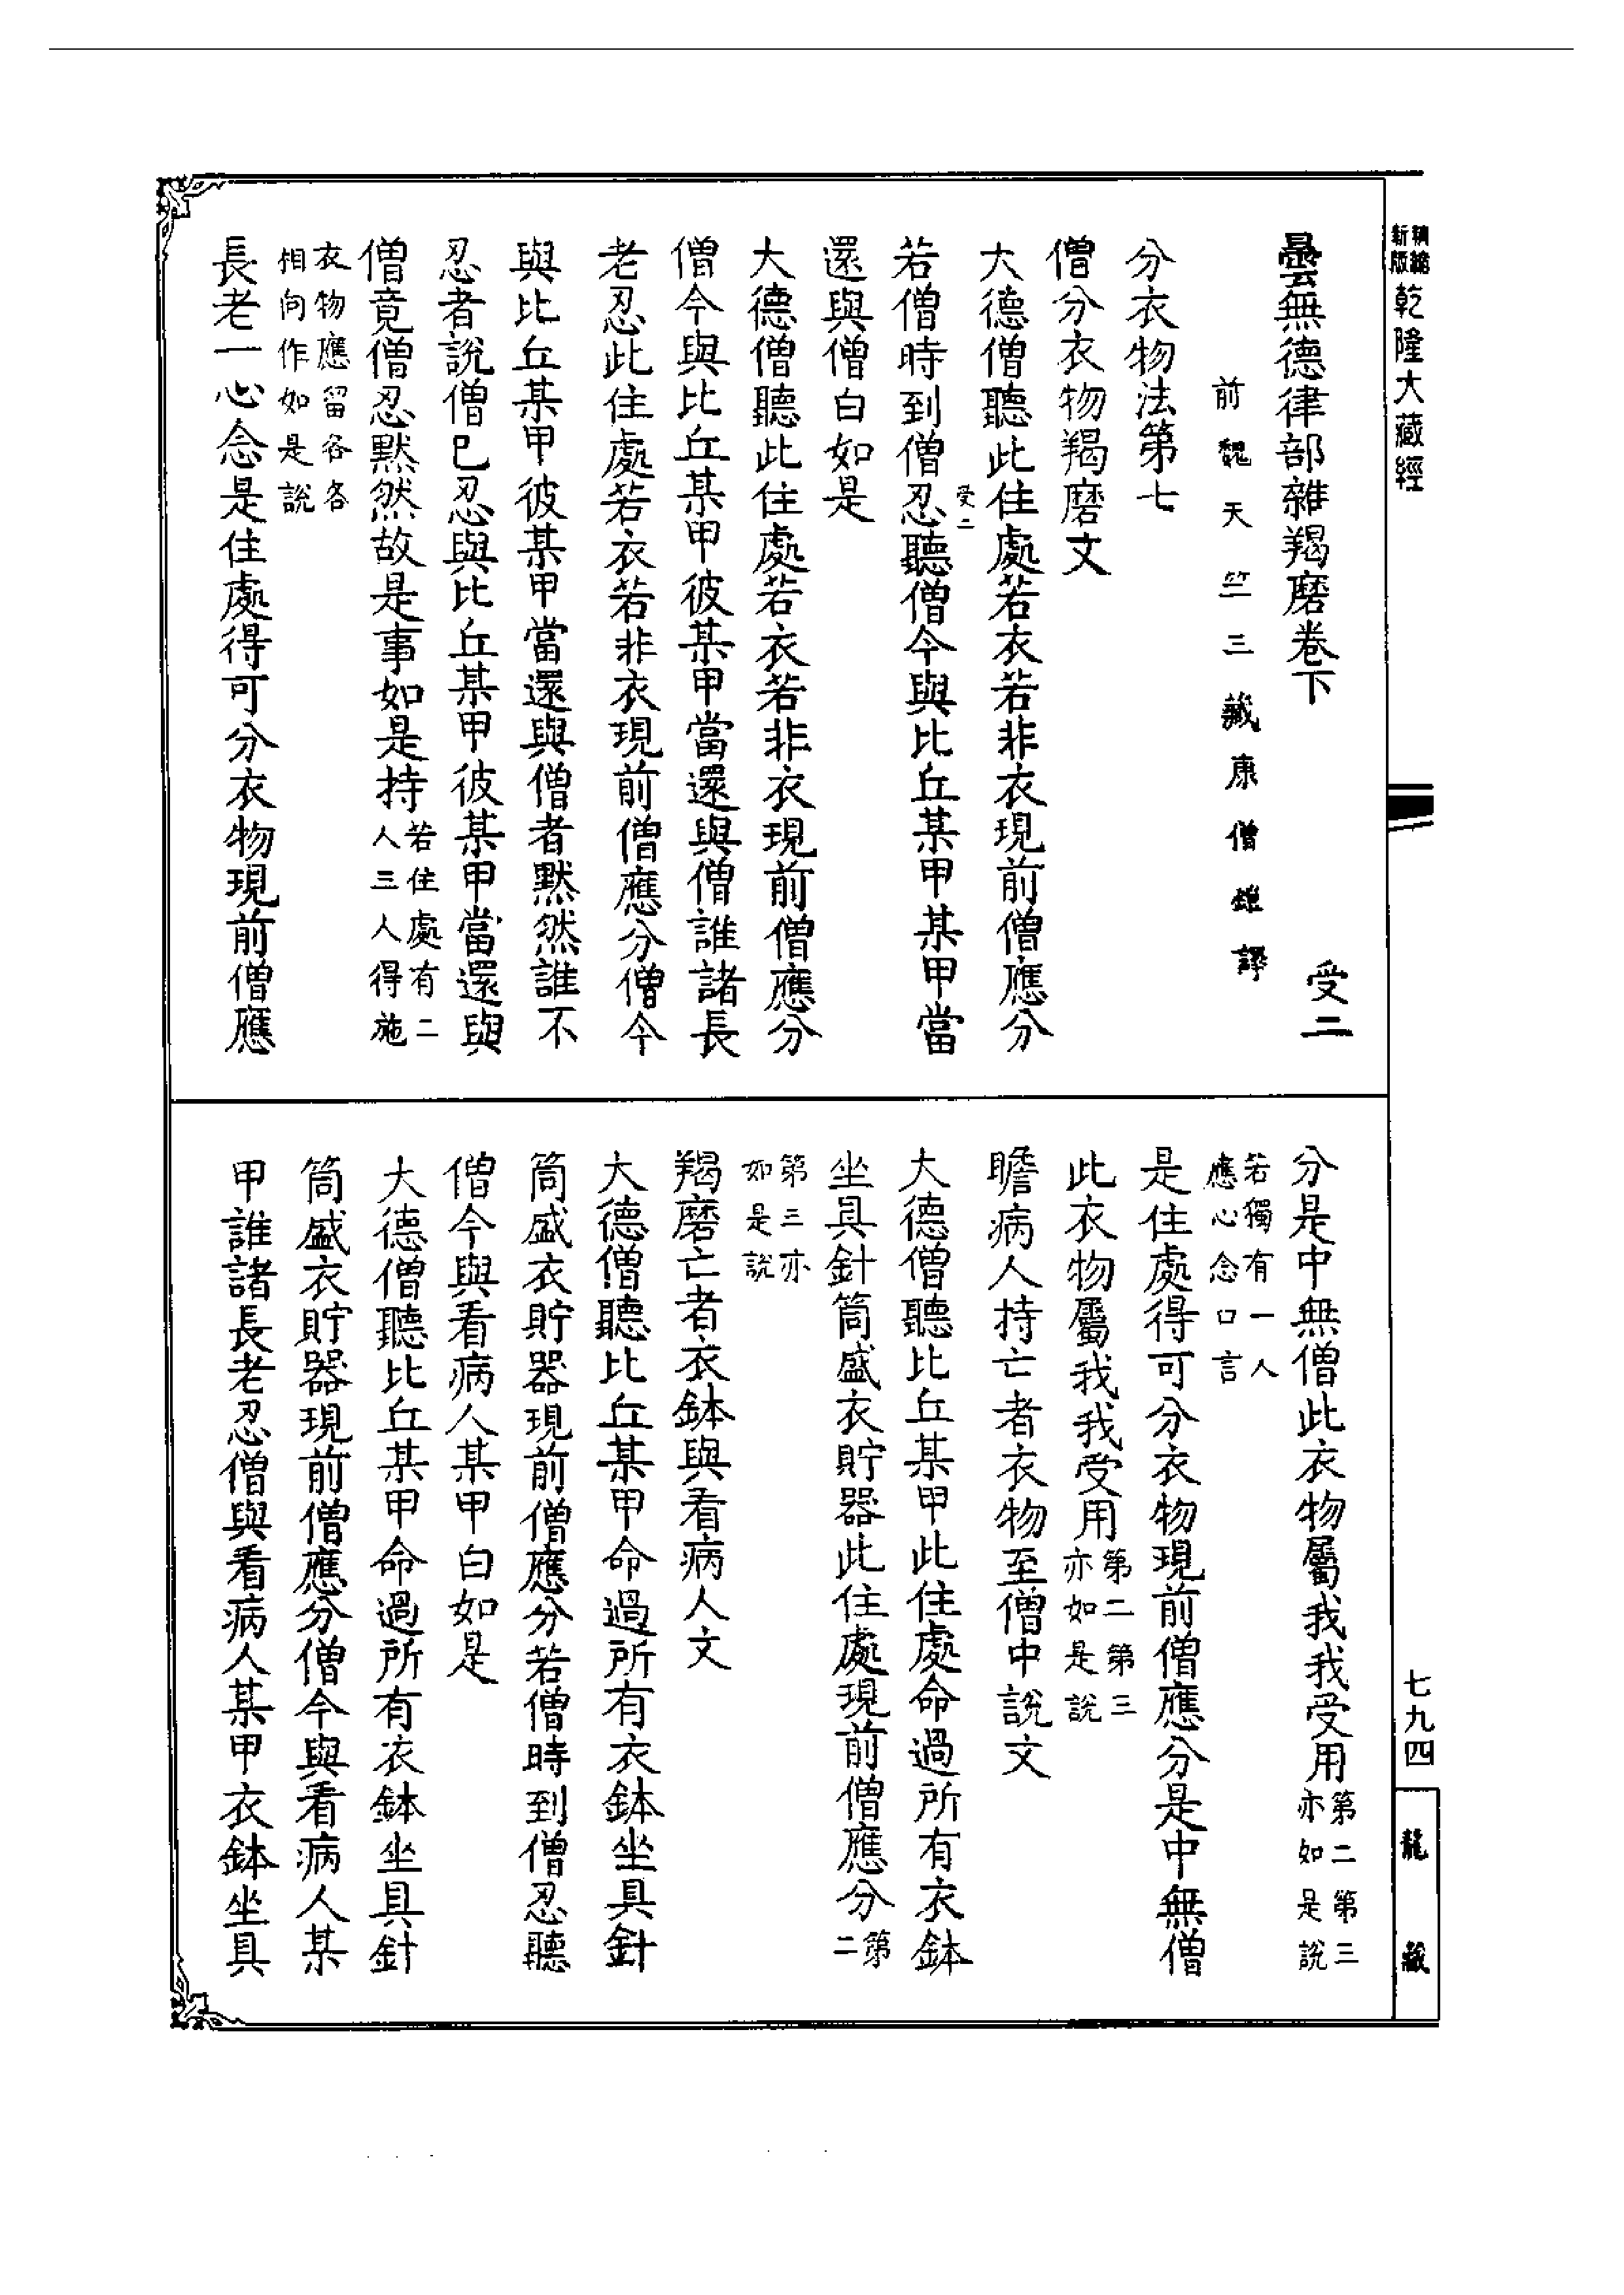 新版精縮乾隆大藏經
曇無德律部雜羯磨卷下　受二
前魏天竺三藏康僧鎧譯
分衣物法第七
僧分衣物羯磨文
大德僧聽此住處若衣若非衣現前僧應分
受二
若僧時到僧忍聽僧今與比丘某甲某甲當
還與僧白如是
大德僧聽此住處若衣若非衣現前僧應分
僧今與比丘某甲彼某甲當還與僧誰諸長
老忍此住處若衣若非衣現前僧應分僧今
與比丘某甲彼某甲當還與僧者默然誰不
忍者說僧已忍與比丘某甲彼某甲當還與
僧竟僧忍默然故是事如是持若住處有二人三人得施
衣物應留各各相向作如是說
長老一心念是住處得可分衣物現前僧應
分是中無僧此衣物屬我我受用第二第三亦如是說
若獨有一人應心念口言
是住處得可分衣物現前僧應分是中無僧
此衣物屬我我受用第二第三亦如是說
瞻病人持亡者衣物至僧中說文
大德僧聽比丘某甲此住處命過所有衣鉢
坐具針筒盛衣貯器此住處現前僧應分第二
第三亦如是說
羯磨亡者衣鉢與看病人文
大德僧聽比丘某甲命過所有衣鉢坐具針
筒盛衣貯器現前僧應分若僧時到僧忍聽
僧今與看病人某甲白如是
大德僧聽比丘某甲命過所有衣鉢坐具針
筒盛衣貯器現前僧應分僧今與看病人某
甲誰諸長老忍僧與看病人某甲衣鉢坐具
七九四
龍藏